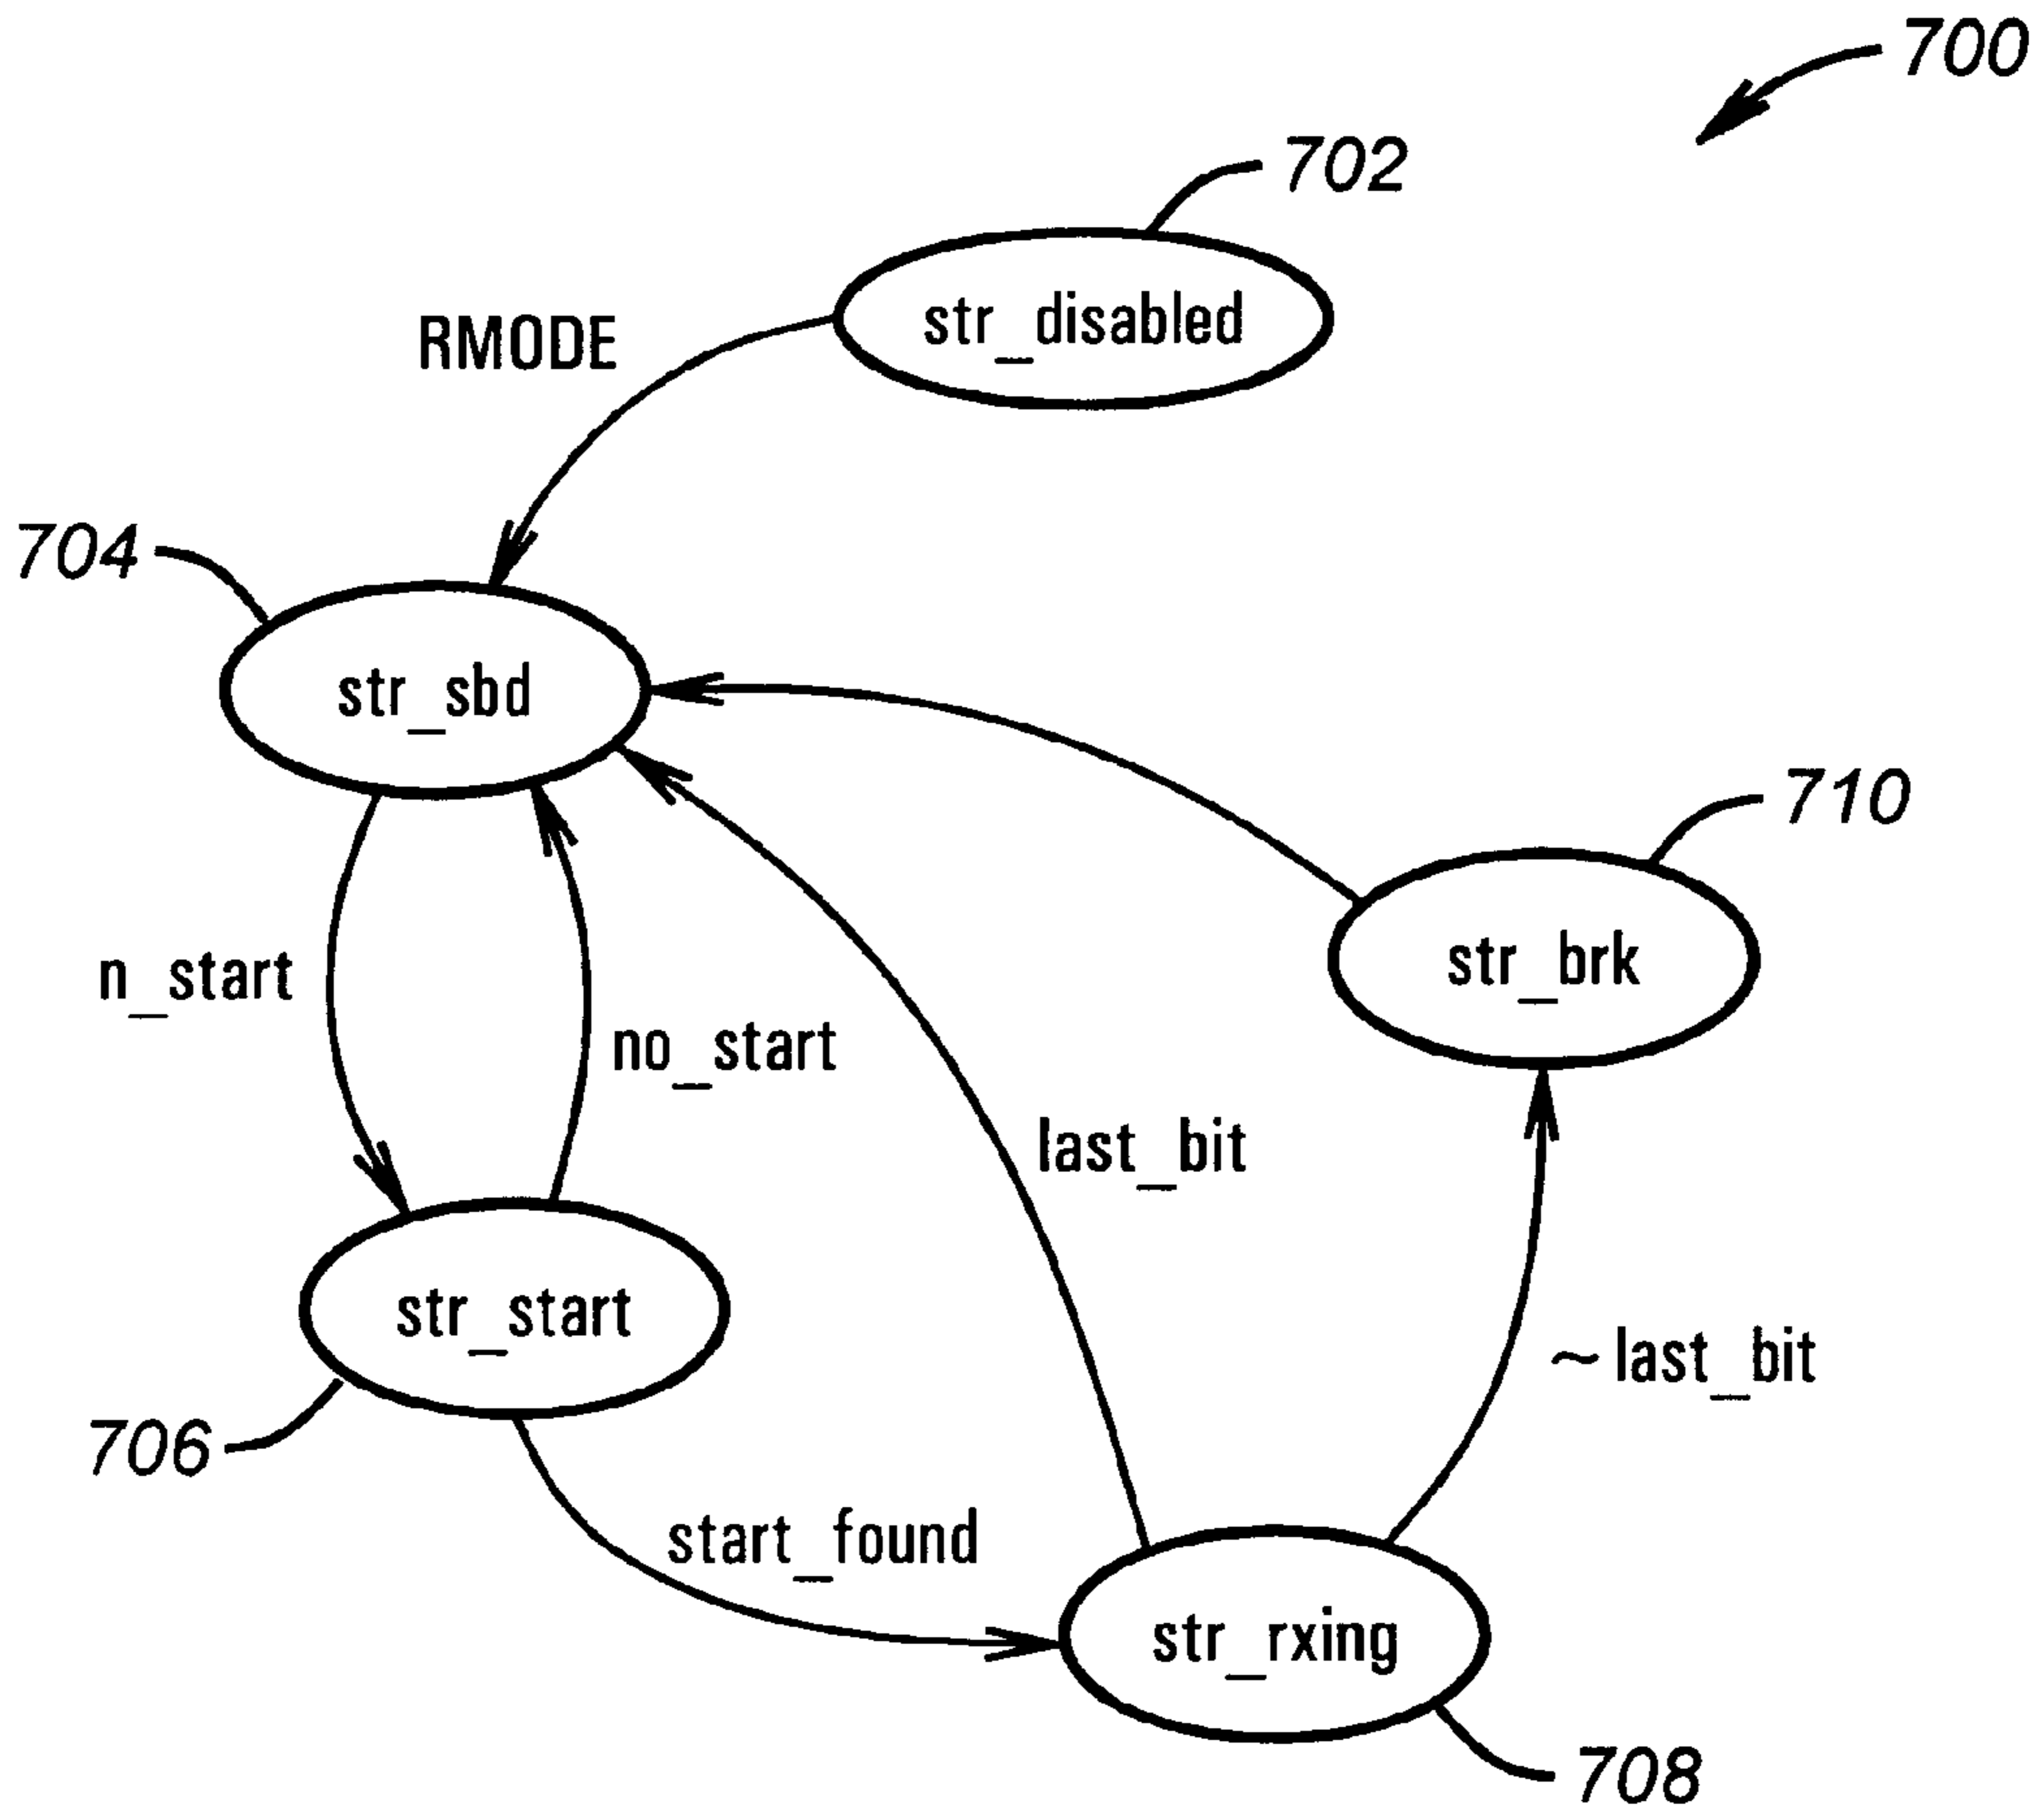 700
702
str_disabled
RMODE
704
str_sbd
710
str_brk
n_start
no_start
last_bit
str_start
~last_bit
706
start_found
str_rxing
708